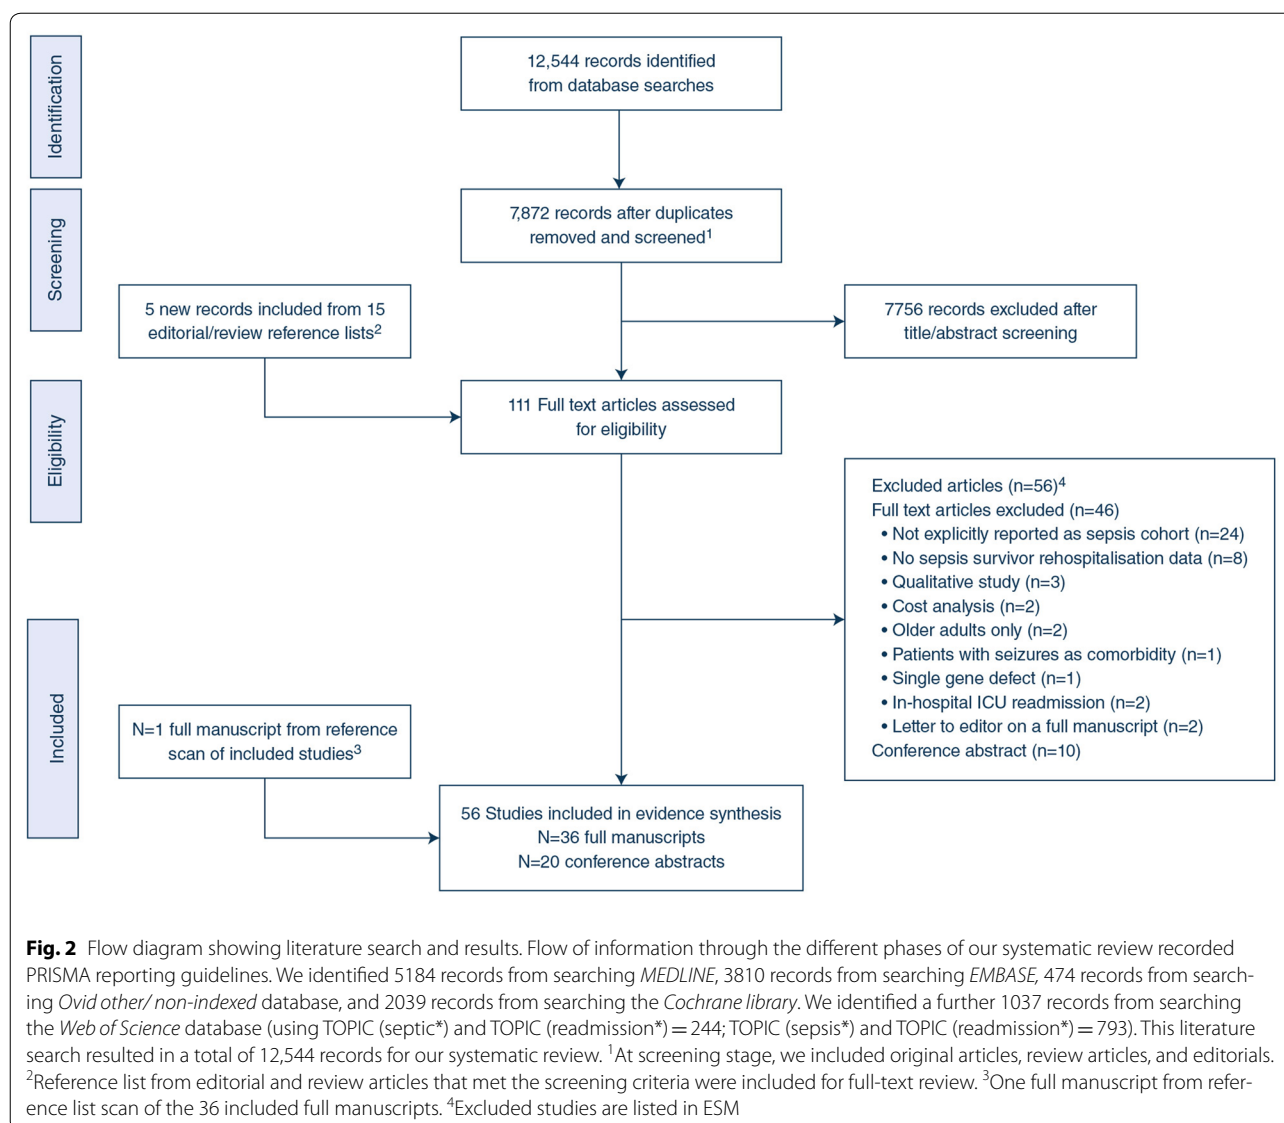 Identification
12,544 records identified
from database searches
Screening
7,872 records after duplicates
removed and screened1
5 new records included from 15
editorial/review reference lists2
7756 records excluded after
title/abstract screening
Eligibility
111 Full text articles assessed
for eligibility
Excluded articles (n=56)4
Full text articles excluded (n=46)
• Not explicitly reported as sepsis cohort (n=24)
• No sepsis survivor rehospitalisation data (n=8)
• Qualitative study (n=3)
• Cost analysis (n=2)
• Older adults only (n=2)
• Patients with seizures as comorbidity (n=1)
• Single gene defect (n=1)
• In-hospital ICU readmission (n=2)
• Letter to editor on a full manuscript (n=2)
Conference abstract (n=10)
Included
N=1 full manuscript from reference
scan of included studies3
56 Studies included in evidence synthesis
N=36 full manuscripts
N=20 conference abstracts
Fig. 2 Flow diagram showing literature search and results. Flow of information through the different phases of our systematic review recorded
PRISMA reporting guidelines. We identified 5184 records from searching MEDLINE, 3810 records from searching EMBASE, 474 records from search-
ing Ovid other/ non-indexed database, and 2039 records from searching the Cochrane library. We identified a further 1037 records from searching
the Web of Science database (using TOPIC (septic*) and TOPIC (readmission*) = 244; TOPIC (sepsis*) and TOPIC (readmission*) = 793). This literature
search resulted in a total of 12,544 records for our systematic review. 1At screening stage, we included original articles, review articles, and editorials.
2Reference list from editorial and review articles that met the screening criteria were included for full-text review. 3One full manuscript from refer-
ence list scan of the 36 included full manuscripts. 4Excluded studies are listed in ESM